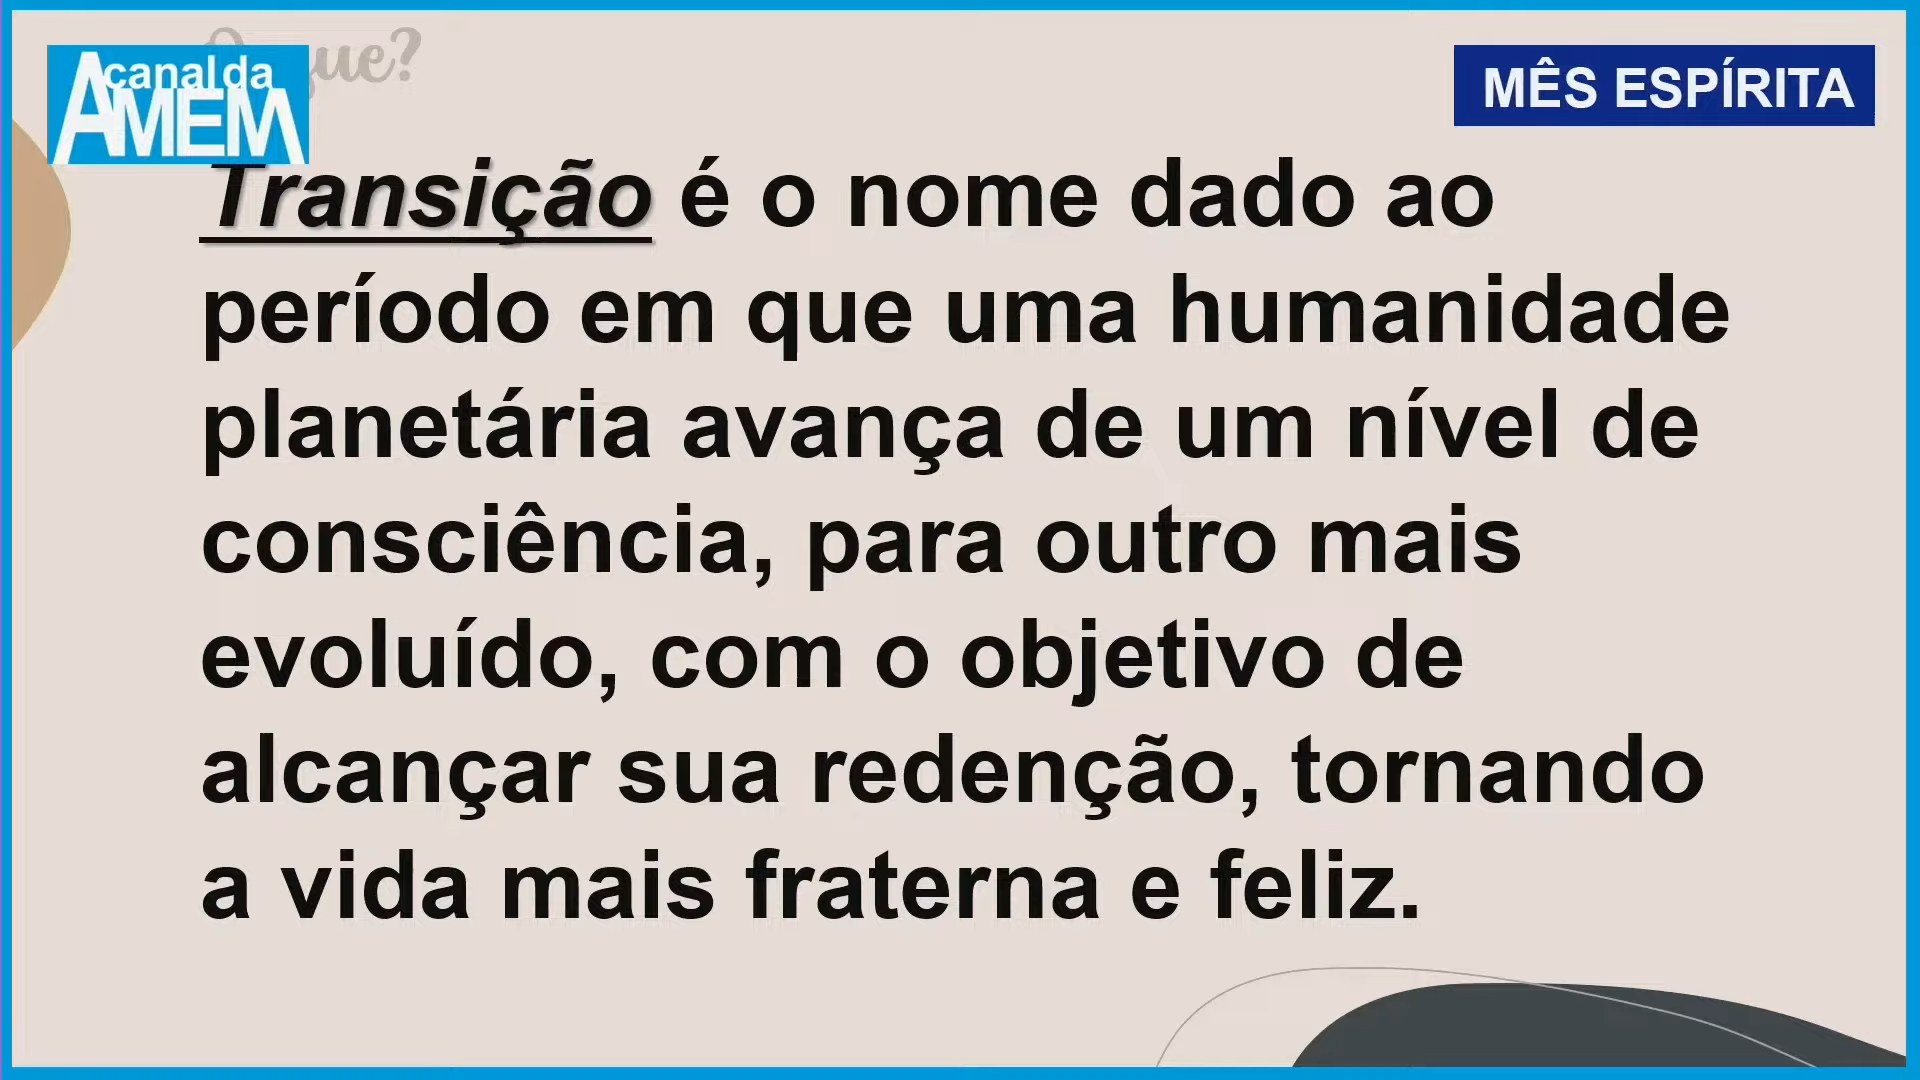 que?
canal da
AMEM
MÊS ESPÍRITA
Transição é o nome dado ao
período em que uma humanidade
planetária avança de um nível de
consciência, para outro mais
evoluído, com o objetivo de
alcançar sua redenção, tornando
a vida mais fraterna e feliz.